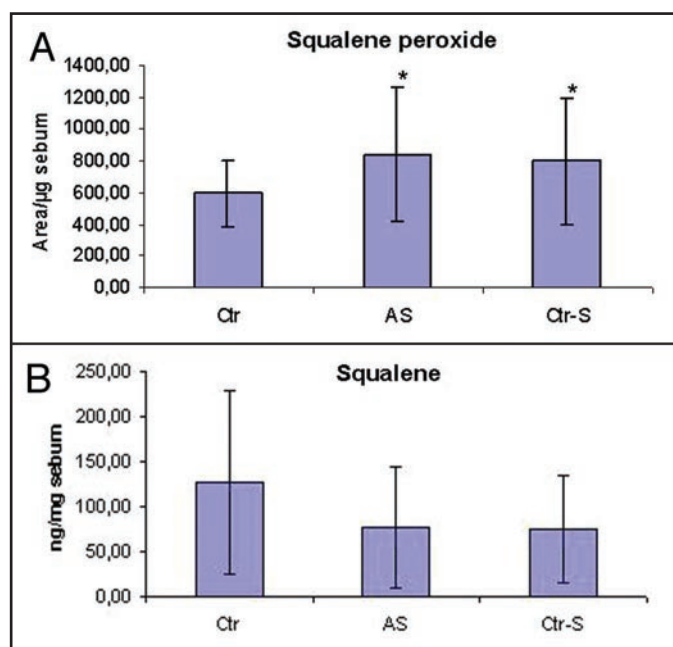 A
Squalene peroxide
Area/µg sebum
1400,00
1200,00
1000,00
800,00
600,00
400,00
200,00
0,00
*
*
Ctr
AS
Ctr-S
B
Squalene
ng/mg sebum
250,00
200,00
150,00
100,00
50,00
0,00
Ctr
AS
Ctr-S